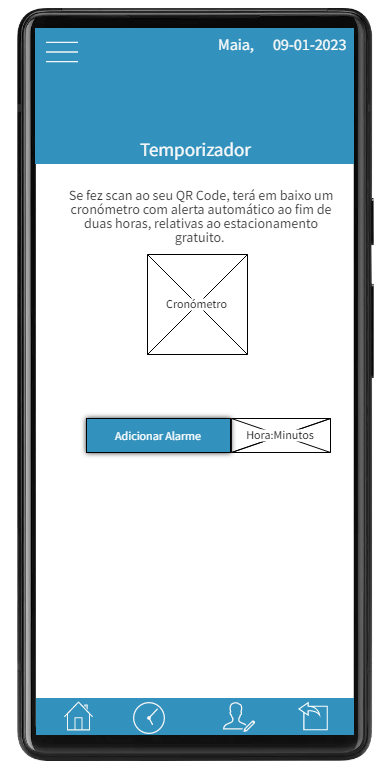 Maia, 09-01-2023
Temporizador
Se fez scan ao seu QR Code, terá em baixo um
cronómetro com alerta automático ao fim de
duas horas, relativas ao estacionamento
gratuito.
Cronómetro
Adicionar Alarme
Hora:Minutos